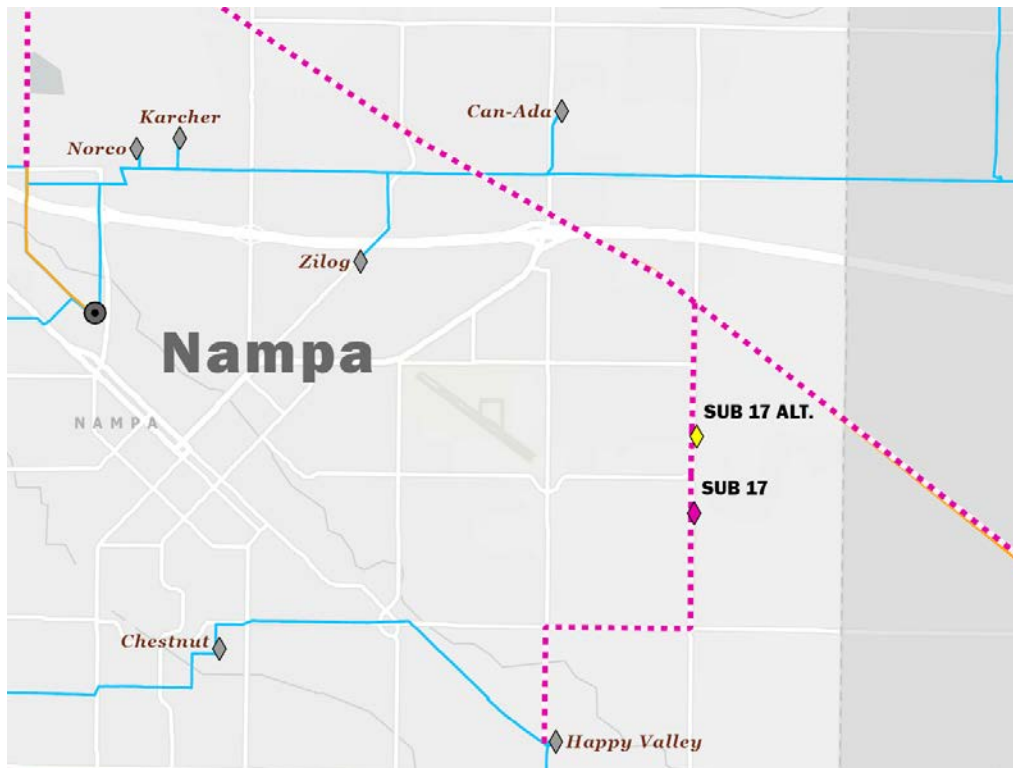 Karcher
Norco
Can-Ada
Zilog
Nampa
NAMPA
SUB 17 ALT.
SUB 17
Chestnut
Happy Valley